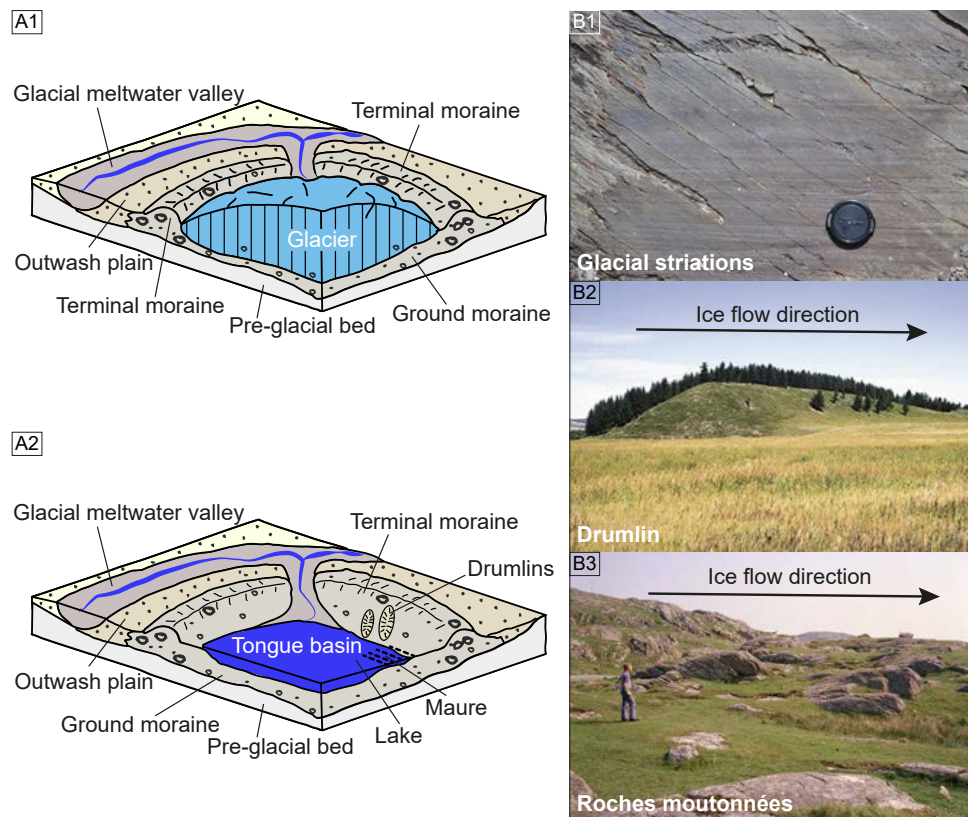 A1
Glacial meltwater valley
Terminal moraine
Glacier
Outwash plain
Terminal moraine
Ground moraine
Pre-glacial bed
A2
Glacial meltwater valley
Terminal moraine
Drumlins
Tongue basin
Outwash plain
Maure
Ground moraine
Lake
Pre-glacial bed
B1
Glacial striations
B2
Ice flow direction
Drumlin
B3
Ice flow direction
Roches moutonnées